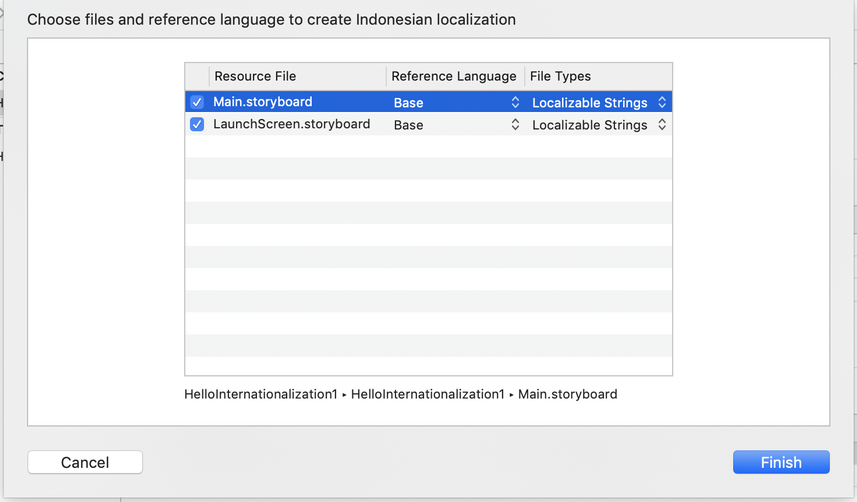 Choose files and reference language to create Indonesian localization
Resource File Reference Language File Types
Main.storyboard Base Localizable Strings
LaunchScreen.storyboard Base Localizable Strings
HelloInternationalization1 ▸ HelloInternationalization1 ▸ Main.storyboard
Cancel Finish